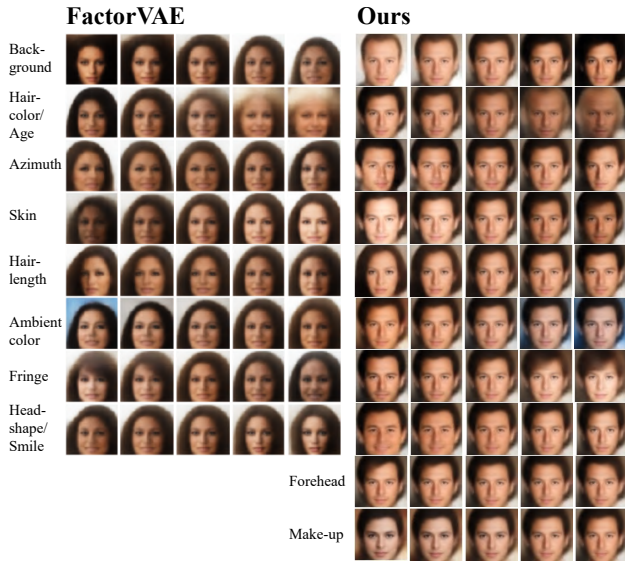 FactorVAE
Ours
Back-
ground
Hair-
color/
Age
Azimuth
Skin
Hair-
length
Ambient
color
Fringe
Head-
shape/
Smile
Forehead
Make-up